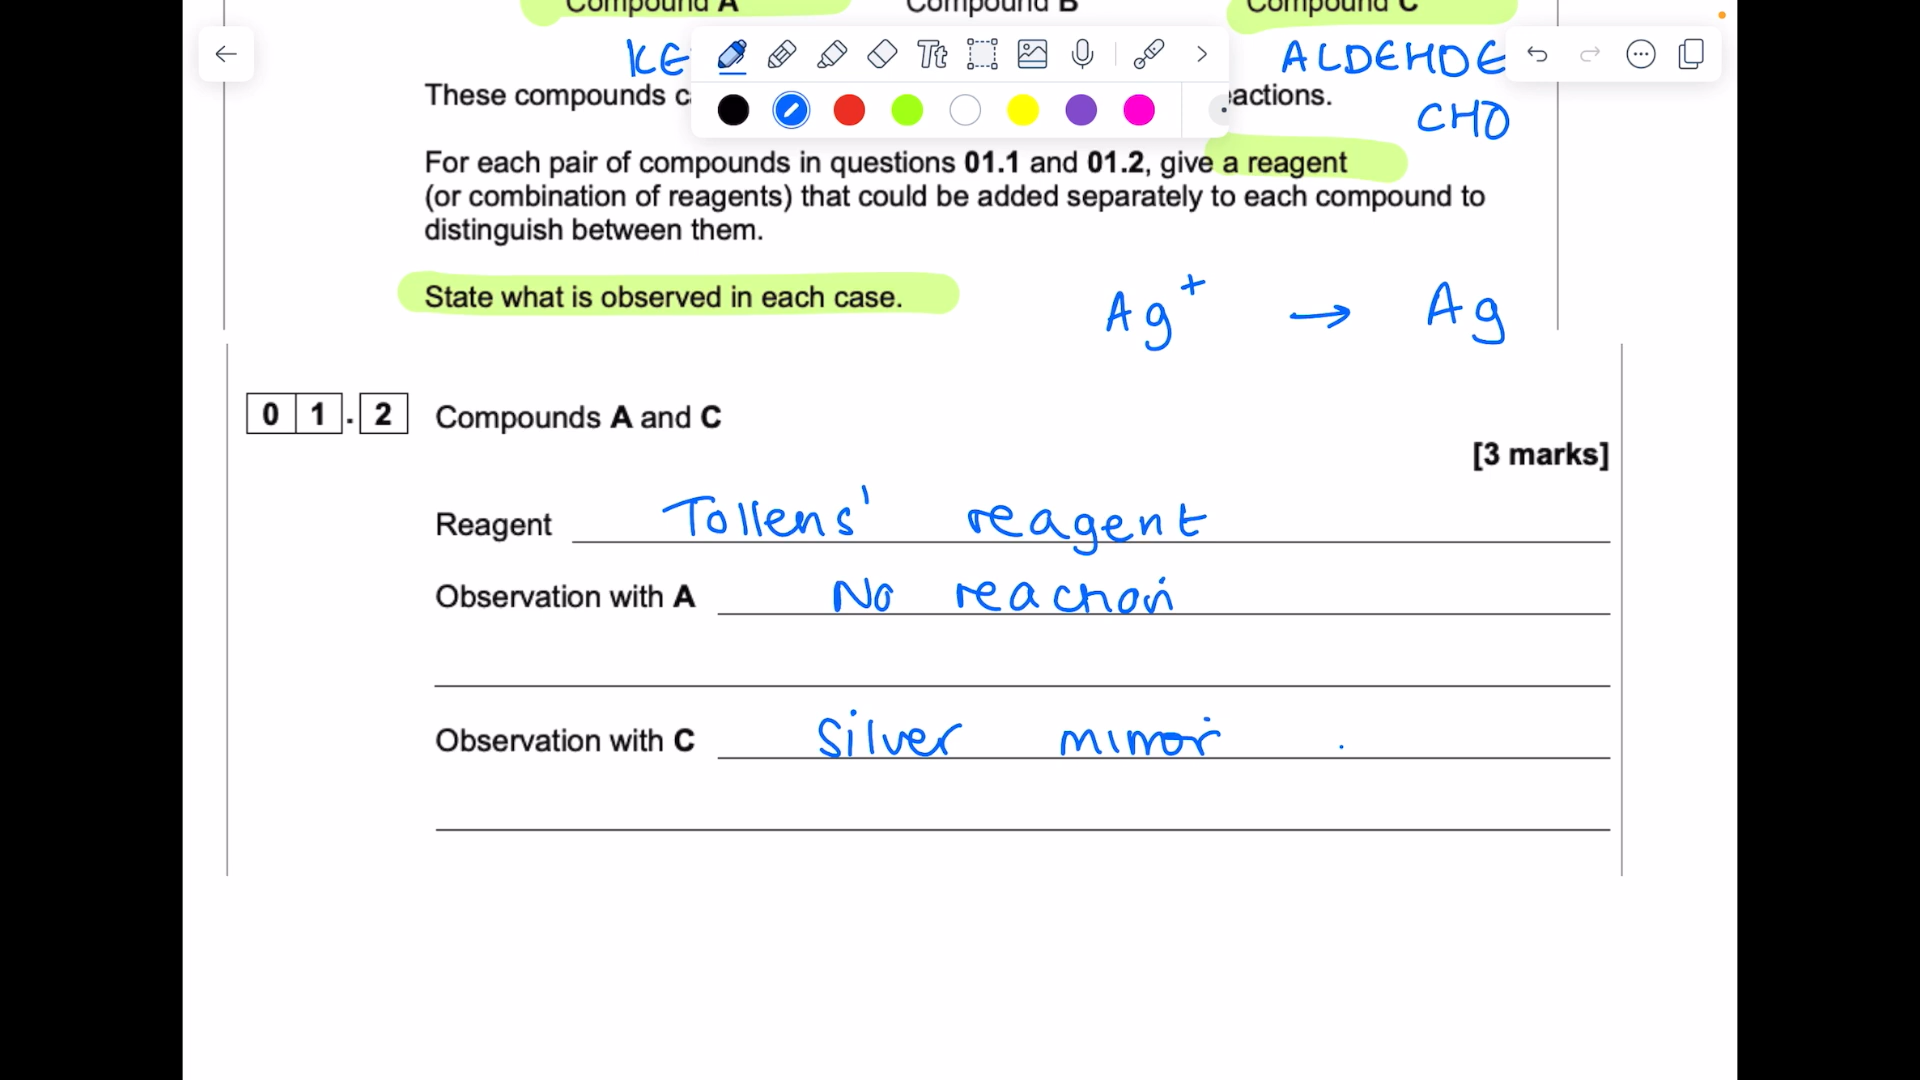 Compound A Compound B Compound C
KE ALDEHDE
Tt
These compounds c actions.
CHO
For each pair of compounds in questions 01.1 and 01.2, give a reagent
(or combination of reagents) that could be added separately to each compound to
distinguish between them.
State what is observed in each case.
Ag+ → Ag
01.2 Compounds A and C
[3 marks]
Reagent Tollens' reagent
Observation with A No reaction
Observation with C Silver mirror .